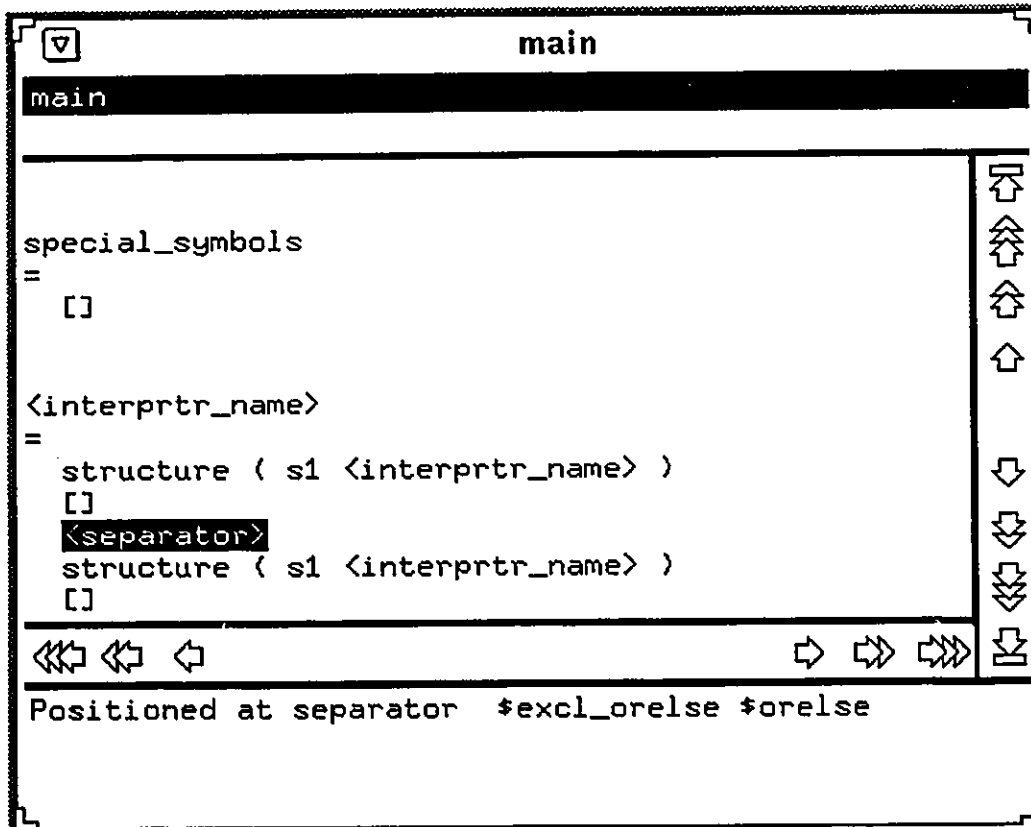 main
main
special_symbols
=
[]
<interprtr_name>
=
structure ( s1 <interprtr_name> )
[]
<separator>
structure ( s1 <interprtr_name> )
[]
Positioned at separator $excl_orelse $orelse